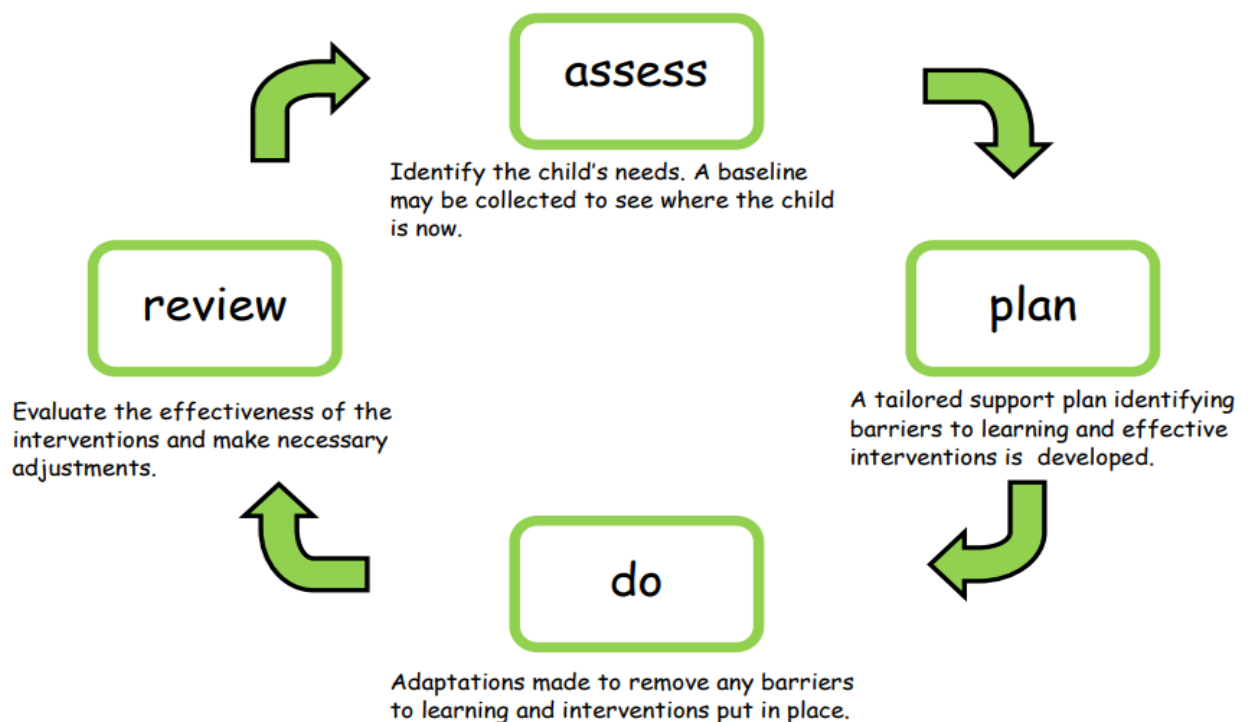 assess
Identify the child's needs. A baseline
may be collected to see where the child
is now.
plan
A tailored support plan identifying
barriers to learning and effective
interventions is  developed.
do
Adaptations made to remove any barriers
to learning and interventions put in place.
review
Evaluate the effectiveness of the
interventions and make necessary
adjustments.